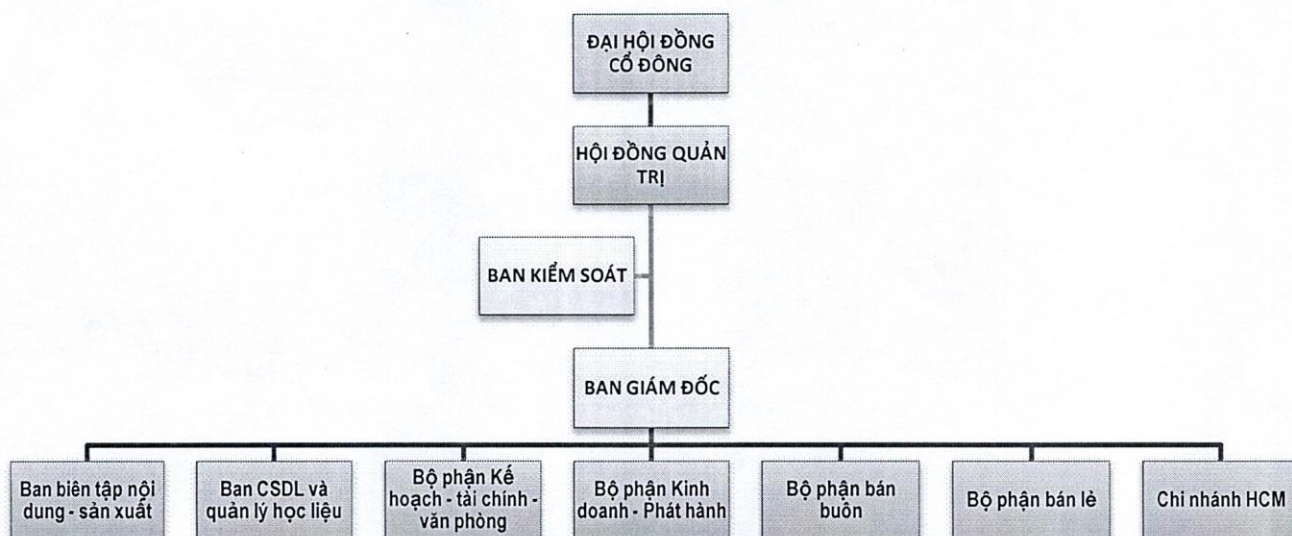 ĐẠI HỘI ĐỒNG
CỔ ĐÔNG
HỘI ĐỒNG QUẢN
TRỊ
BAN KIỂM SOÁT
BAN GIÁM ĐỐC
Ban biên tập nội
dung - sản xuất
Ban CSDL và
quản lý học liệu
Bộ phận Kế
hoạch - tài chính -
văn phòng
Bộ phận Kinh
doanh - Phát hành
Bộ phận bán
buôn
Bộ phận bán lẻ
Chi nhánh HCM